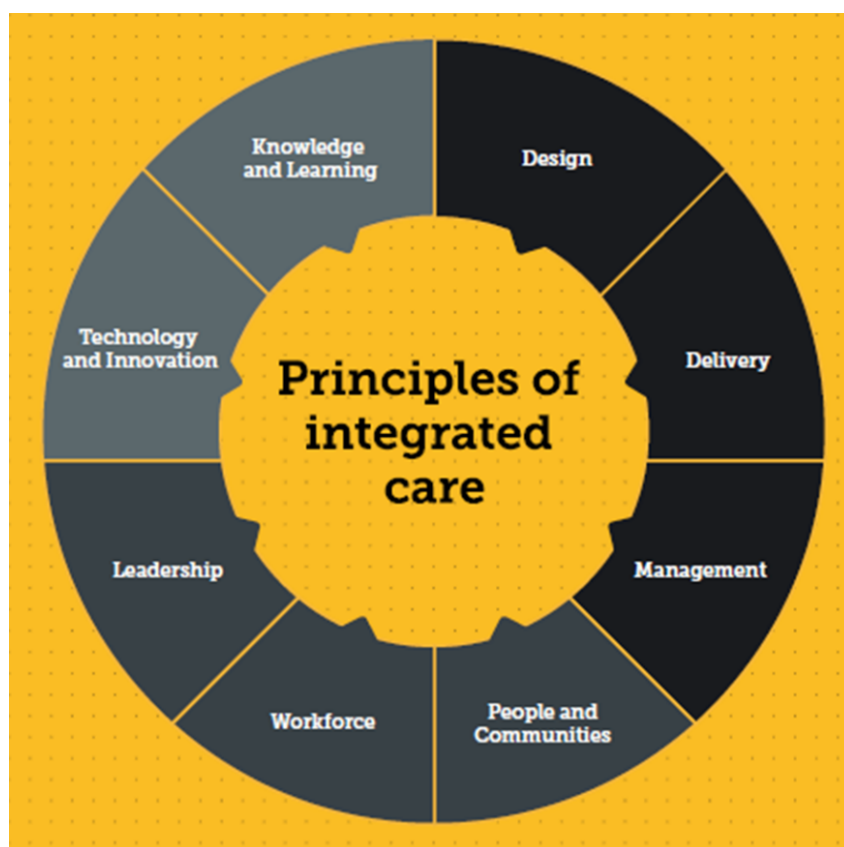 Principles of
integrated
care
Design
Delivery
Management
People and
Communities
Workforce
Leadership
Technology
and Innovation
Knowledge
and Learning